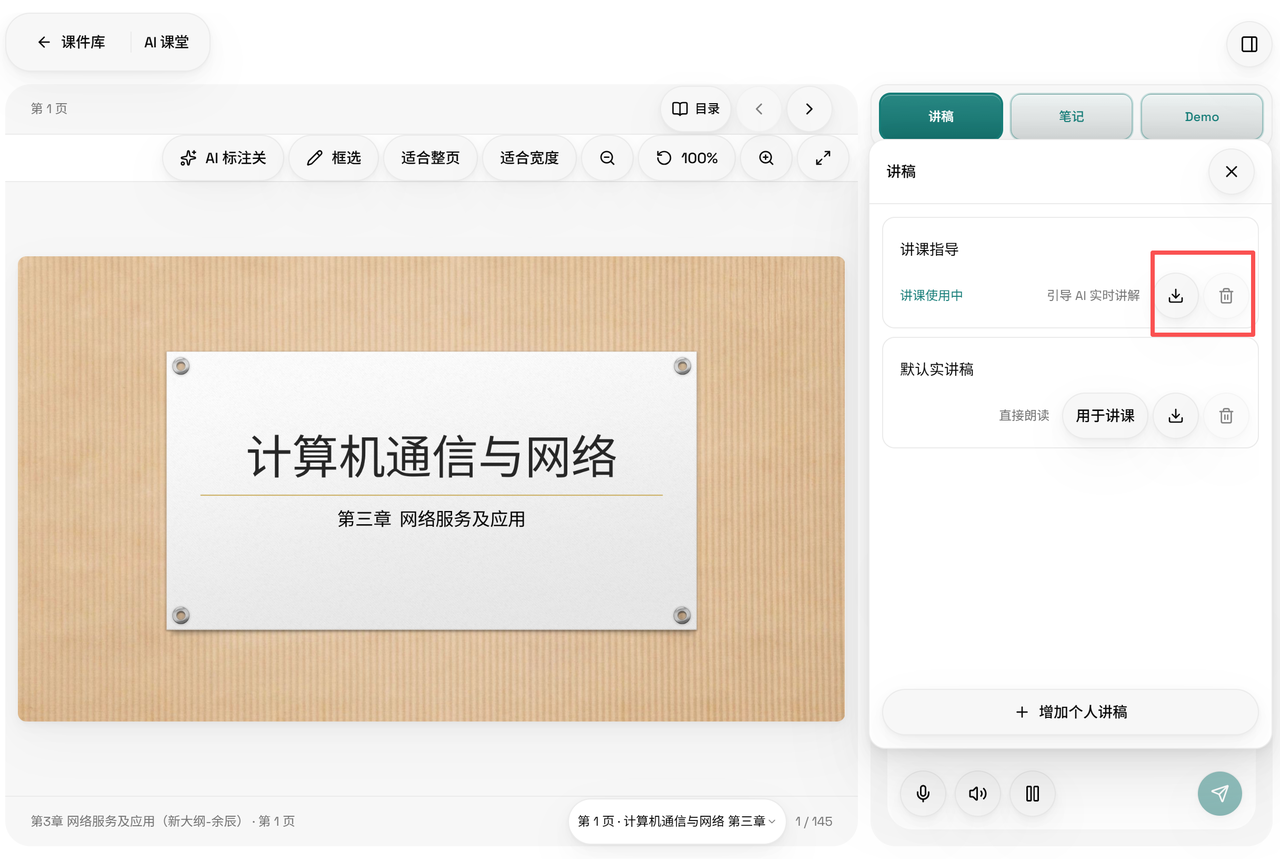 课件库 AI 课堂
第 1 页 目录
AI 标注关 框选 适合整页 适合宽度 100%
计算机通信与网络
第三章 网络服务及应用
第3章 网络服务及应用（新大纲-余辰） · 第 1 页 第 1 页 · 计算机通信与网络 第三章 1 / 145
讲稿 笔记 Demo
讲稿
讲课指导
讲课使用中 引导 AI 实时讲解
默认实讲稿
直接朗读 用于讲课
增加个人讲稿